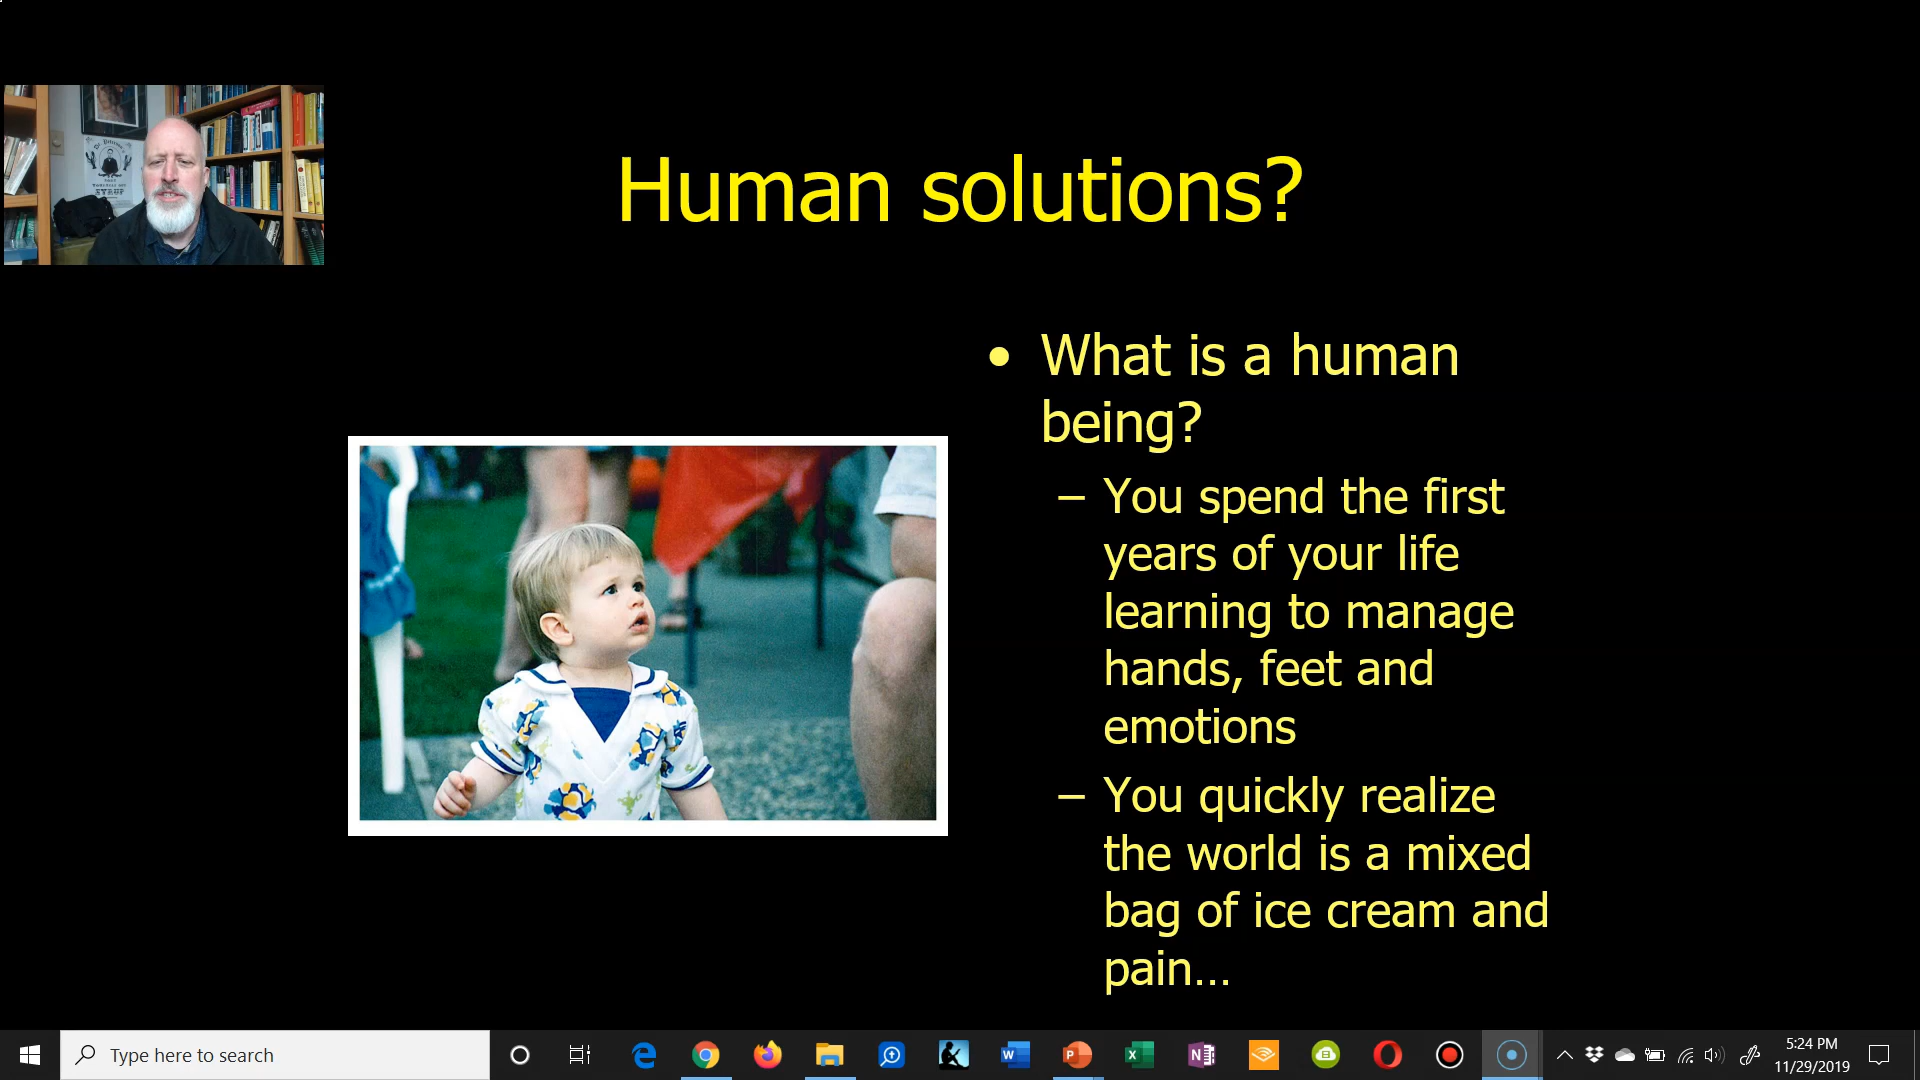 Human solutions?
STRUP
• What is a human
being?
– You spend the first
years of your life
learning to manage
hands, feet and
emotions
– You quickly realize
the world is a mixed
bag of ice cream and
pain...
Type here to search
5:24 PM
11/29/2019